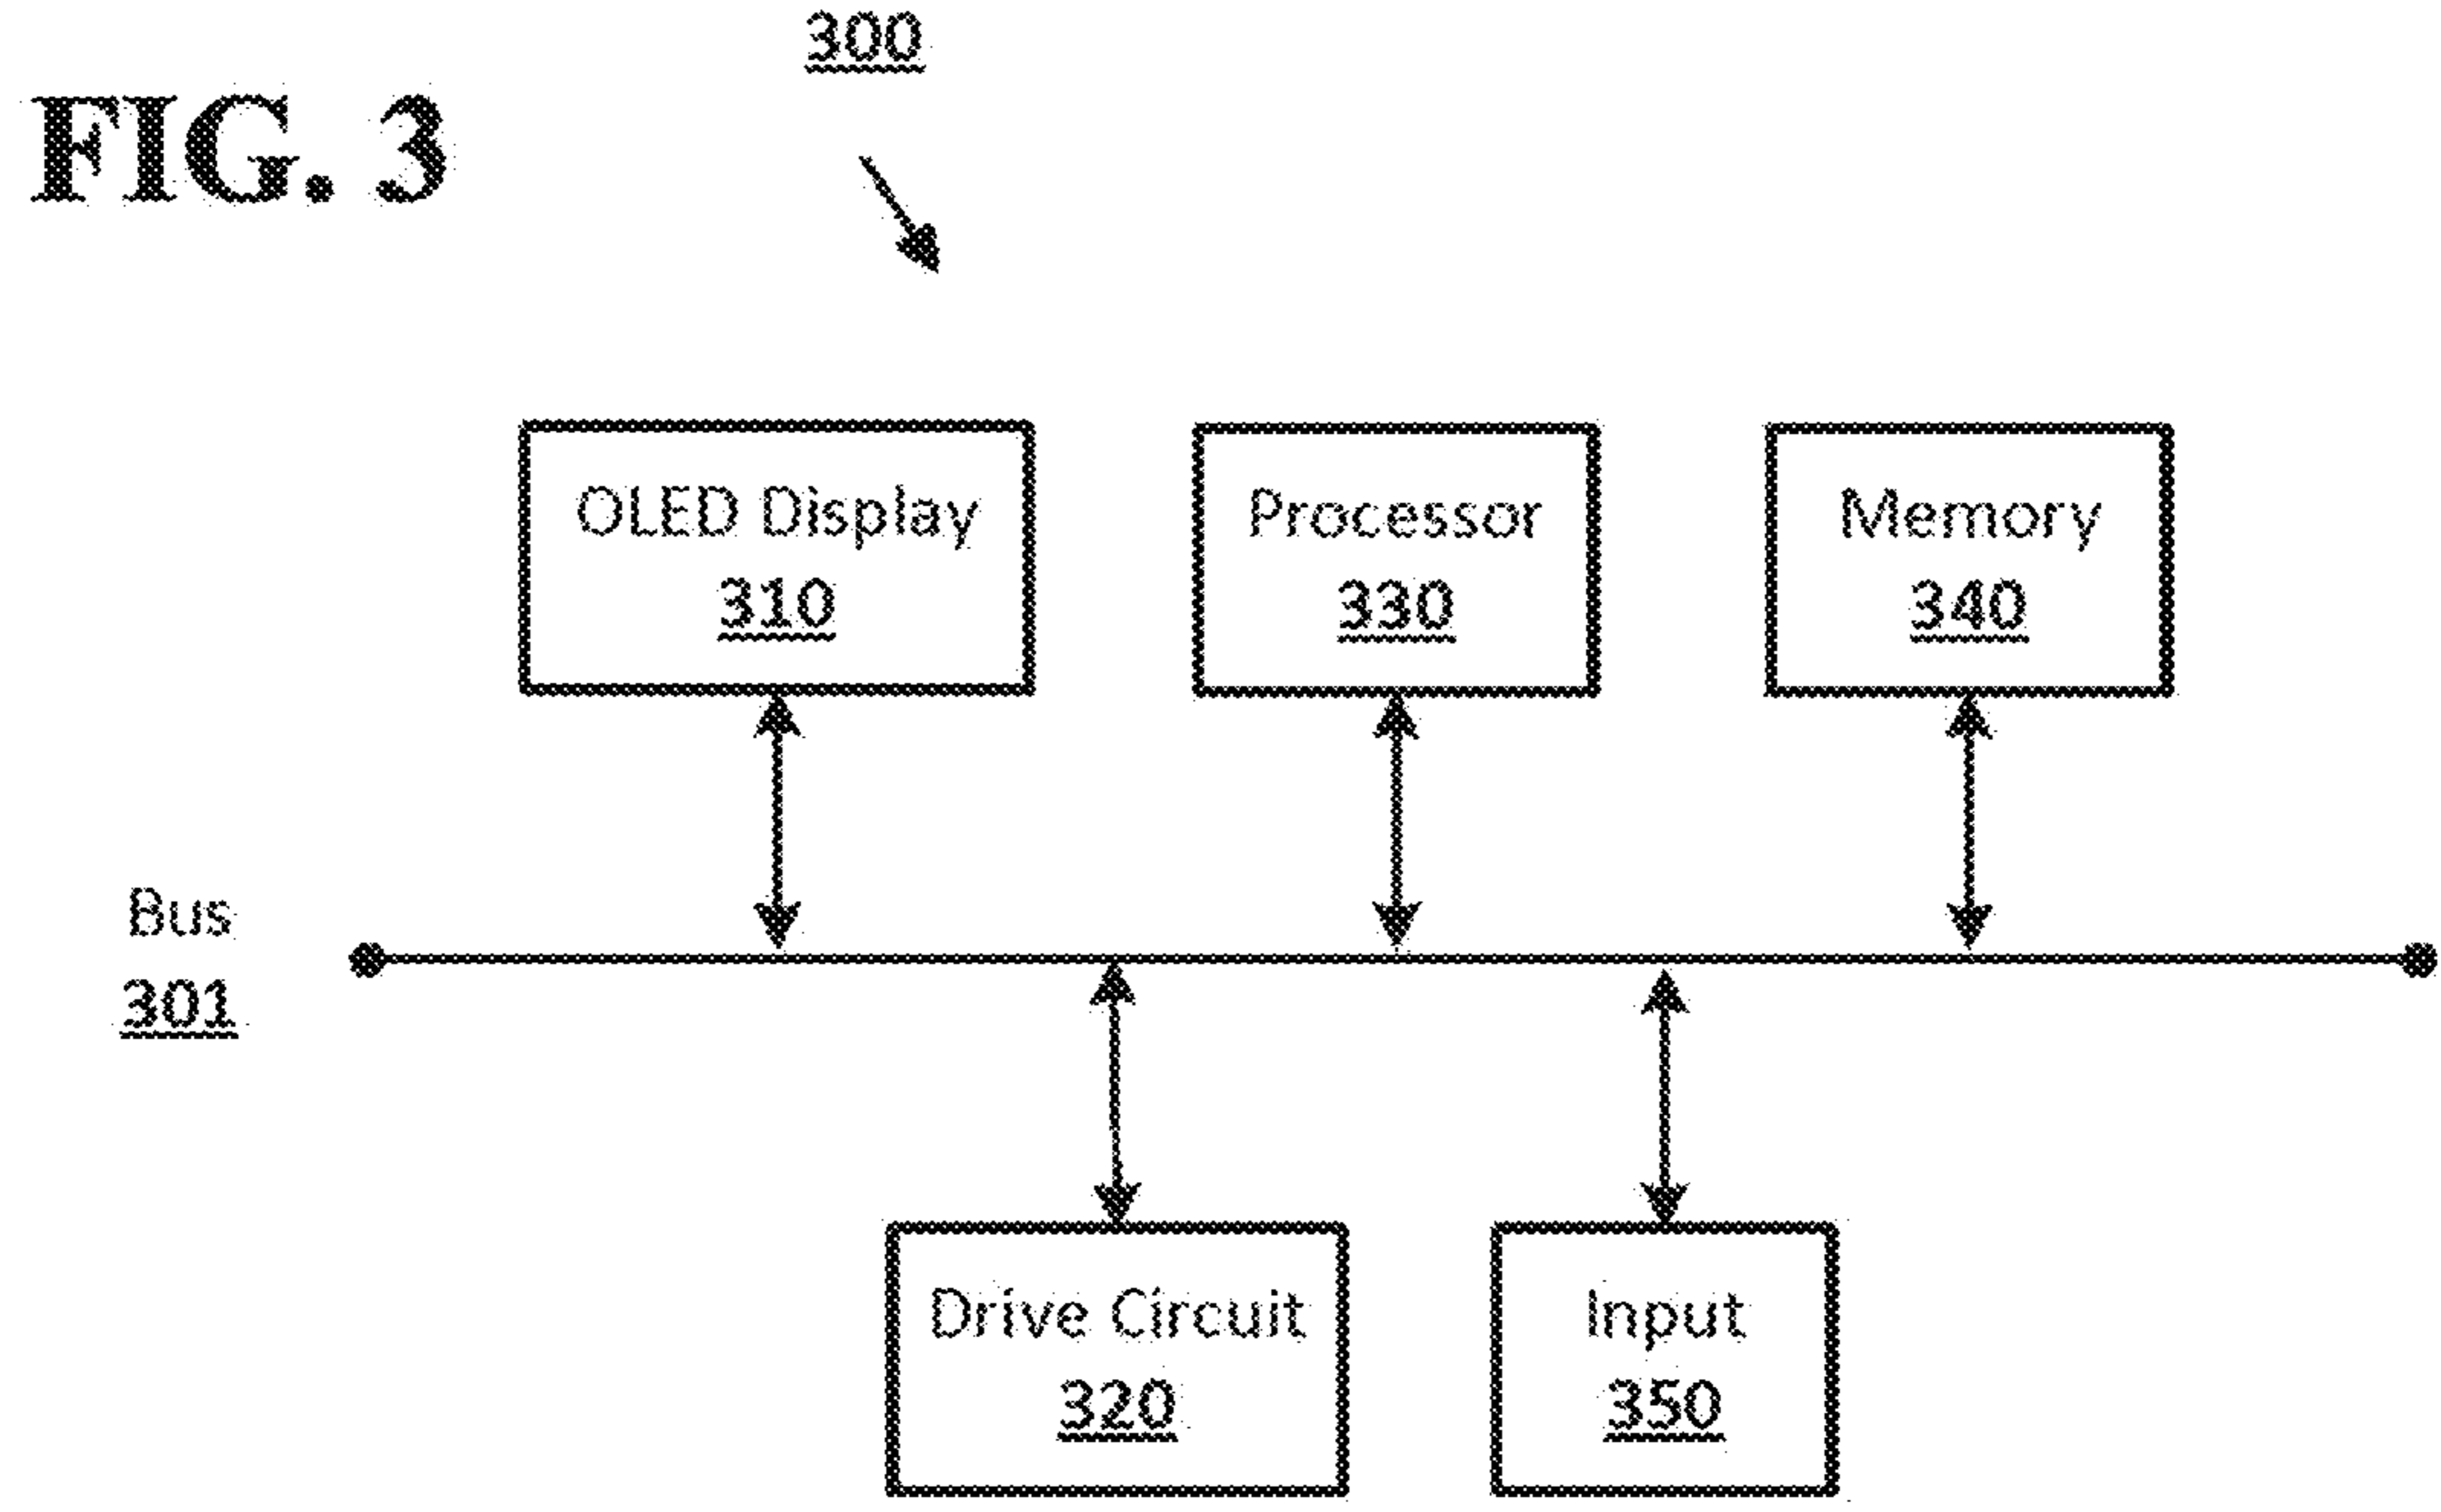 300
FIG. 3
OLED Display
310
Processor
330
Memory
340
Bus
301
Drive Circuit
320
Input
350